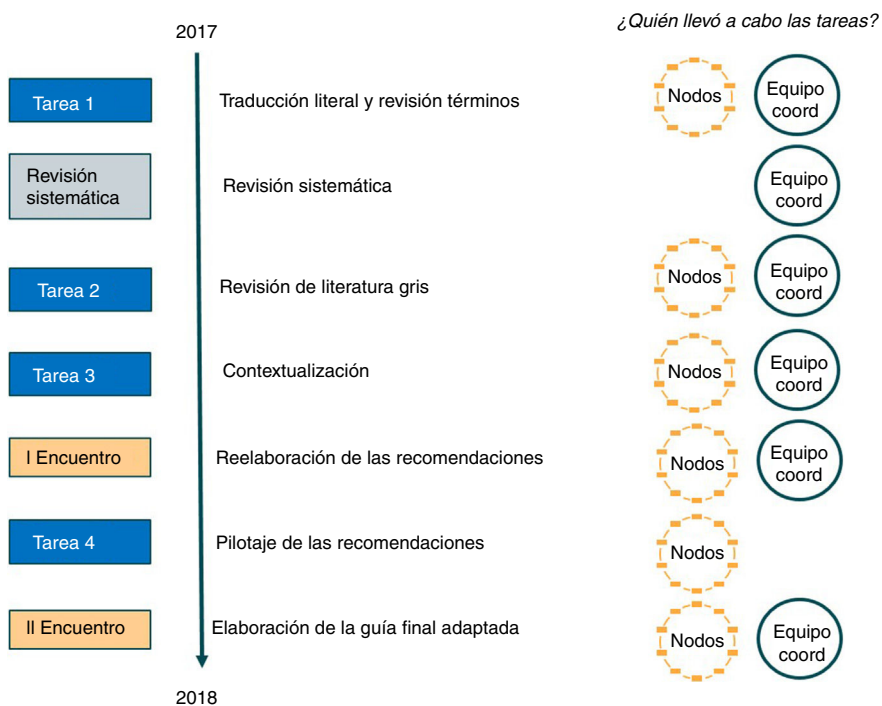 2017
¿Quién llevó a cabo las tareas?
Tarea 1
Traducción literal y revisión términos
Nodos
Equipo
coord
Revisión
sistemática
Revisión sistemática
Equipo
coord
Tarea 2
Revisión de literatura gris
Nodos
Equipo
coord
Tarea 3
Contextualización
Nodos
Equipo
coord
I Encuentro
Reelaboración de las recomendaciones
Nodos
Equipo
coord
Tarea 4
Pilotaje de las recomendaciones
Nodos
II Encuentro
Elaboración de la guía final adaptada
Nodos
Equipo
coord
2018